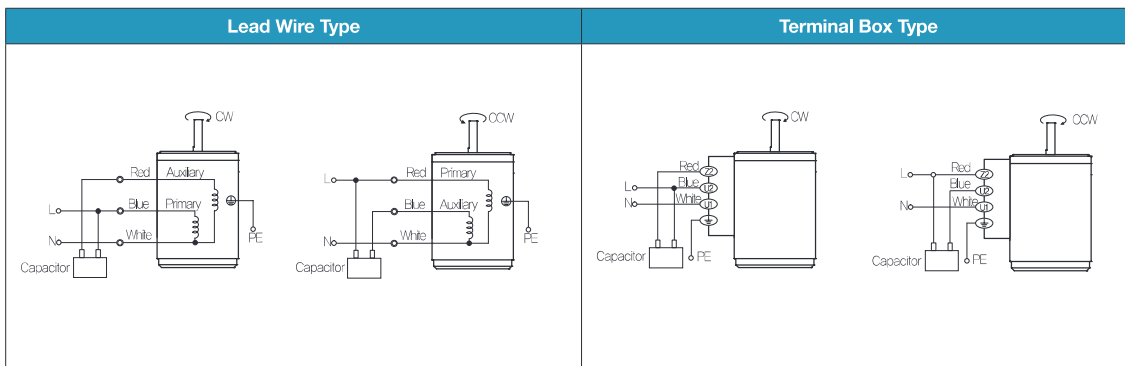 Lead Wire Type
Terminal Box Type
CW
Red Auxiliary
L
Blue Primary
N
White
Capacitor
PE
CCW
Red Primary
L
Blue Auxiliary
N
White
Capacitor
PE
CW
Red Z2
L
Blue U2
N
White U1
Capacitor
PE
CCW
Red Z2
L
Blue U2
N
White U1
Capacitor
PE